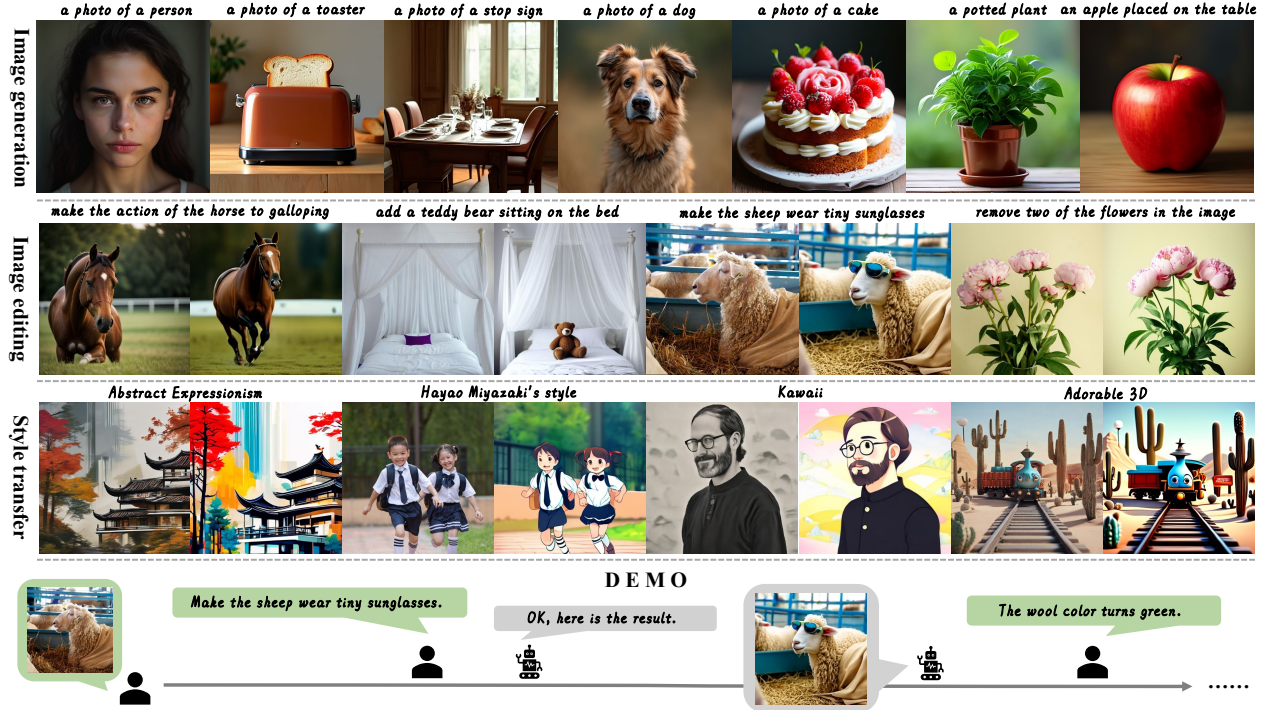 a photo of a person
a photo of a toaster
a photo of a stop sign
a photo of a dog
a photo of a cake
a potted plant
an apple placed on the table
Image generation
make the action of the horse to galloping
add a teddy bear sitting on the bed
make the sheep wear tiny sunglasses
remove two of the flowers in the image
Image editing
Abstract Expressionism
Hayao Miyazaki's style
Kawaii
Adorable 3D
Style transfer
DEMO
Make the sheep wear tiny sunglasses.
OK, here is the result.
The wool color turns green.
......